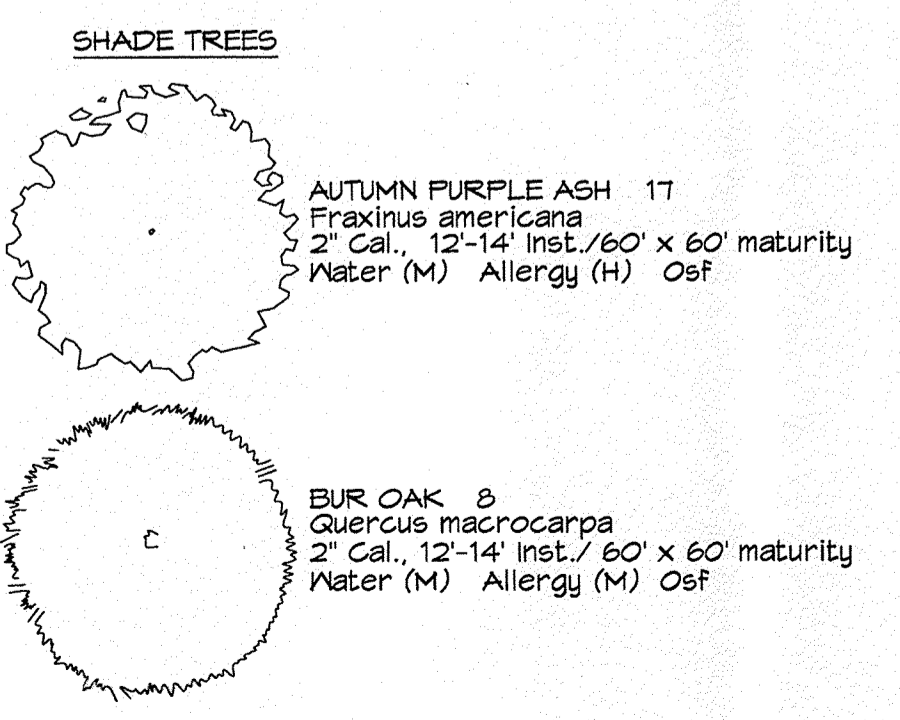 SHADE TREES
AUTUMN PURPLE ASH 17
Fraxinus americana
2" Cal., 12'-14' Inst./60' x 60' maturity
Water (M) Allergy (H) Osf
BUR OAK 8
Quercus macrocarpa
2" Cal., 12'-14' Inst./ 60' x 60' maturity
Water (M) Allergy (M) Osf